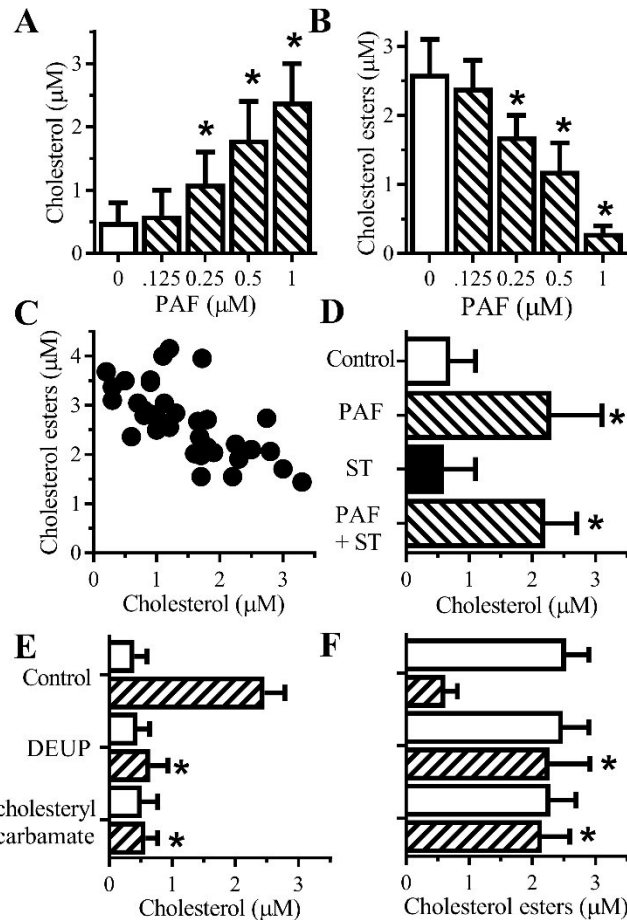 A
Cholesterol (µM)
3
2
1
0
* * *
0 .125 0.25 0.5 1
PAF (µM)
B
Cholesterol esters (µM)
3
2
1
0
* * *
0 .125 0.25 0.5 1
PAF (µM)
C
Cholesterol esters (µM)
4
3
2
1
0
0 1 2 3
Cholesterol (µM)
D
Control
PAF *
ST
PAF *
+ ST
0 1 2 3
Cholesterol (µM)
E
Control
DEUP
*
cholesteryl
carbamate *
0 1 2 3
Cholesterol (µM)
F
*
*
0 1 2 3
Cholesterol esters (µM)